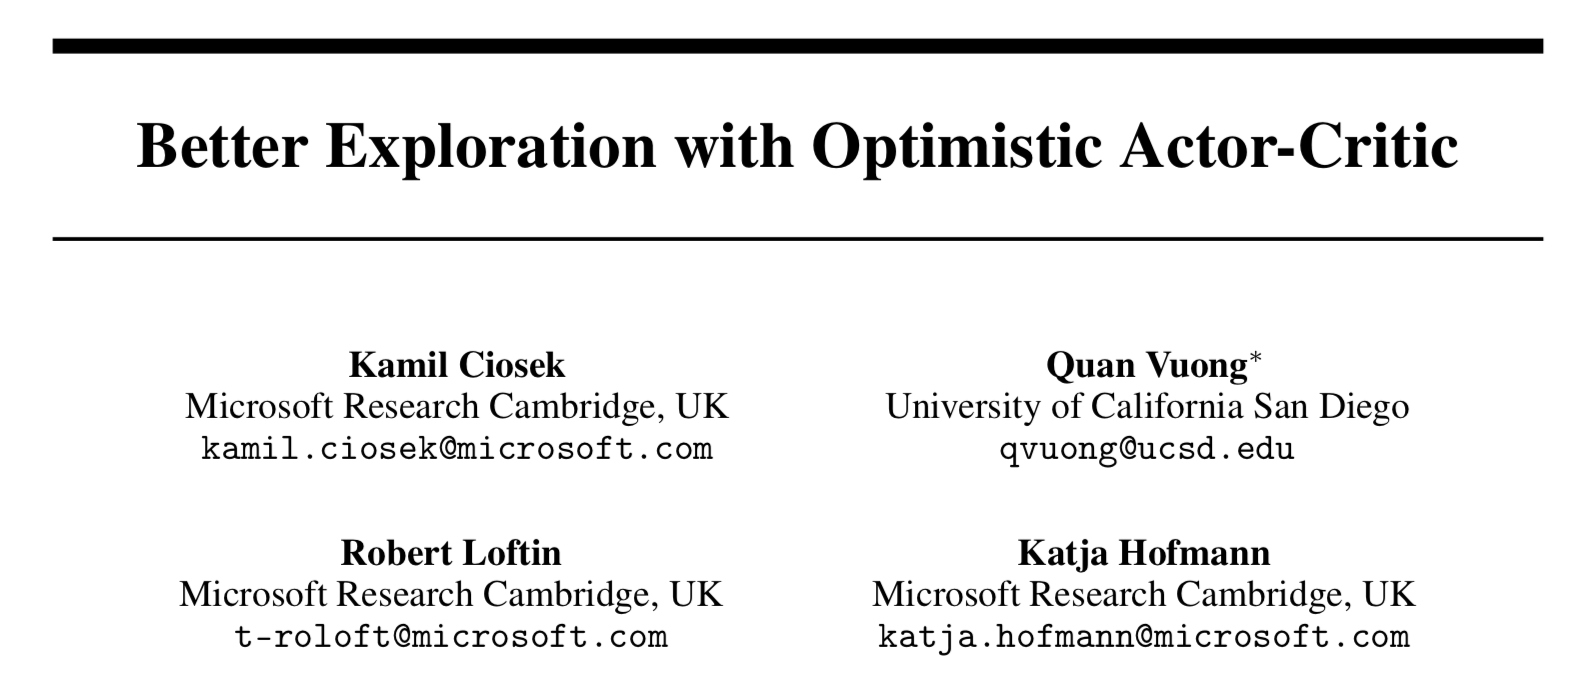 Better Exploration with Optimistic Actor-Critic
Kamil Ciosek
Microsoft Research Cambridge, UK
kamil.ciosek@microsoft.com
Quan Vuong*
University of California San Diego
qvuong@ucsd.edu
Robert Loftin
Microsoft Research Cambridge, UK
t-roloft@microsoft.com
Katja Hofmann
Microsoft Research Cambridge, UK
katja.hofmann@microsoft.com